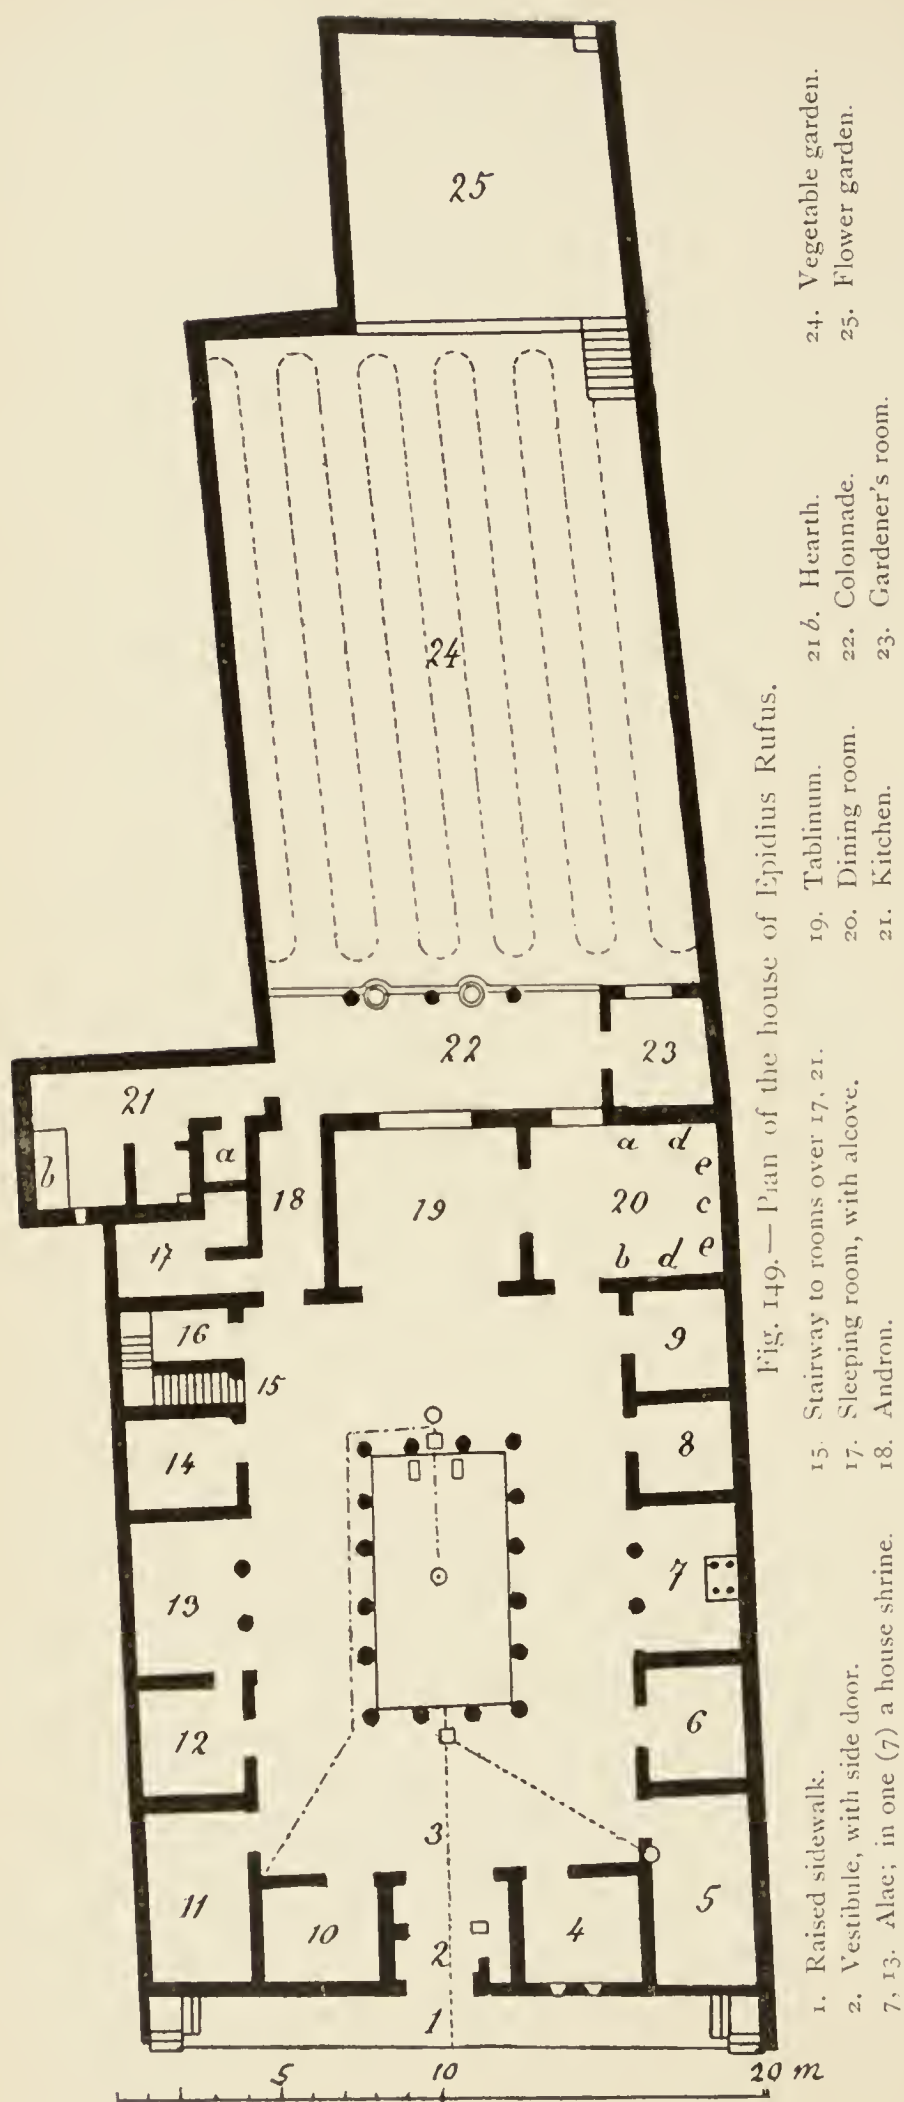 25
24
22
23
21
b
a
18
19
20
a d
e
c
e
b d
17
16
15
14
9
8
13
7
12
6
3
11
10
2
4
5
1
5 10 20 m
Fig. 149.—Plan of the house of Epidius Rufus.
1. Raised sidewalk.
2. Vestibule, with side door.
7, 13. Alae; in one (7) a house shrine.
15. Stairway to rooms over 17, 21.
17. Sleeping room, with alcove.
18. Andron.
19. Tablinum.
20. Dining room.
21. Kitchen.
21 b. Hearth.
22. Colonnade.
23. Gardener's room.
24. Vegetable garden.
25. Flower garden.